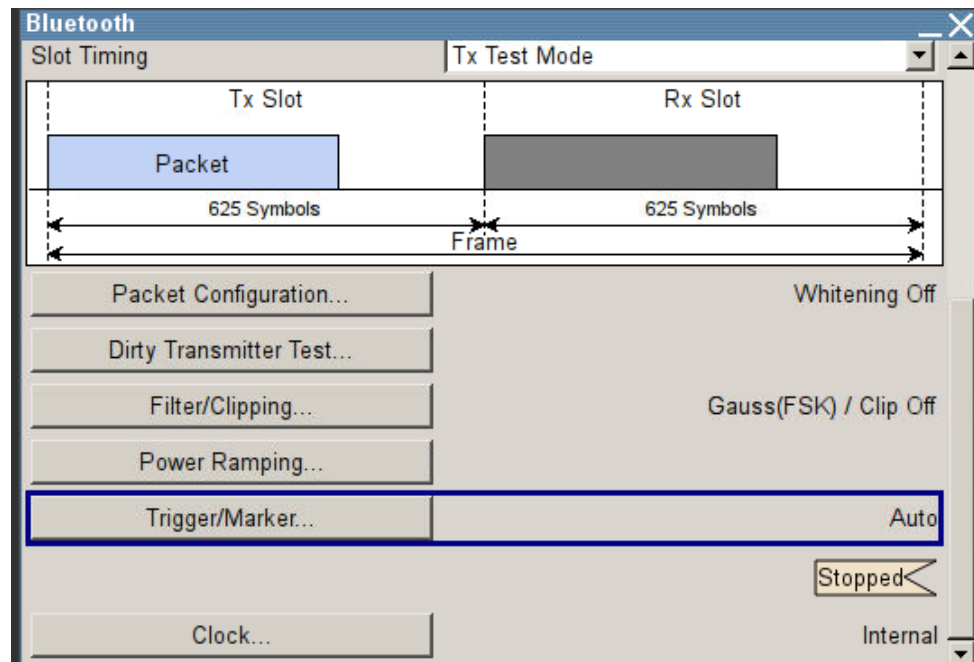 Bluetooth
Slot Timing Tx Test Mode
Tx Slot Rx Slot
Packet
625 Symbols 625 Symbols
Frame
Packet Configuration... Whitening Off
Dirty Transmitter Test...
Filter/Clipping... Gauss(FSK) / Clip Off
Power Ramping...
Trigger/Marker... Auto
Stopped
Clock... Internal